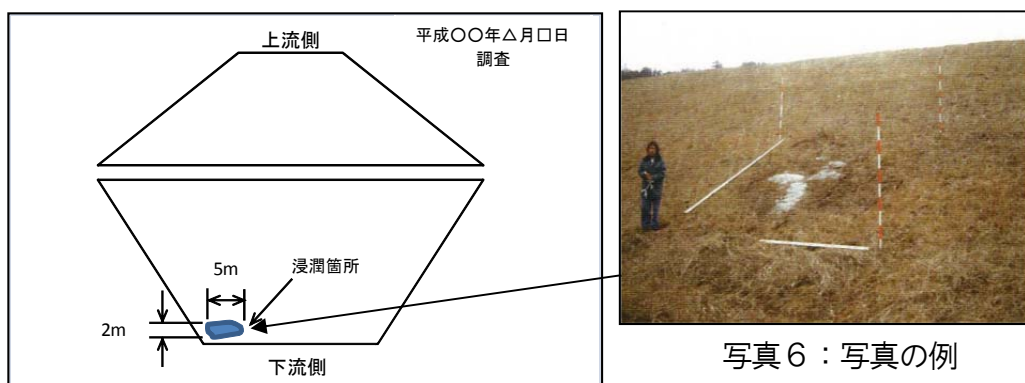 平成〇〇年△月□日
調査
上流側
5m
浸潤箇所
2m
下流側
写真6：写真の例